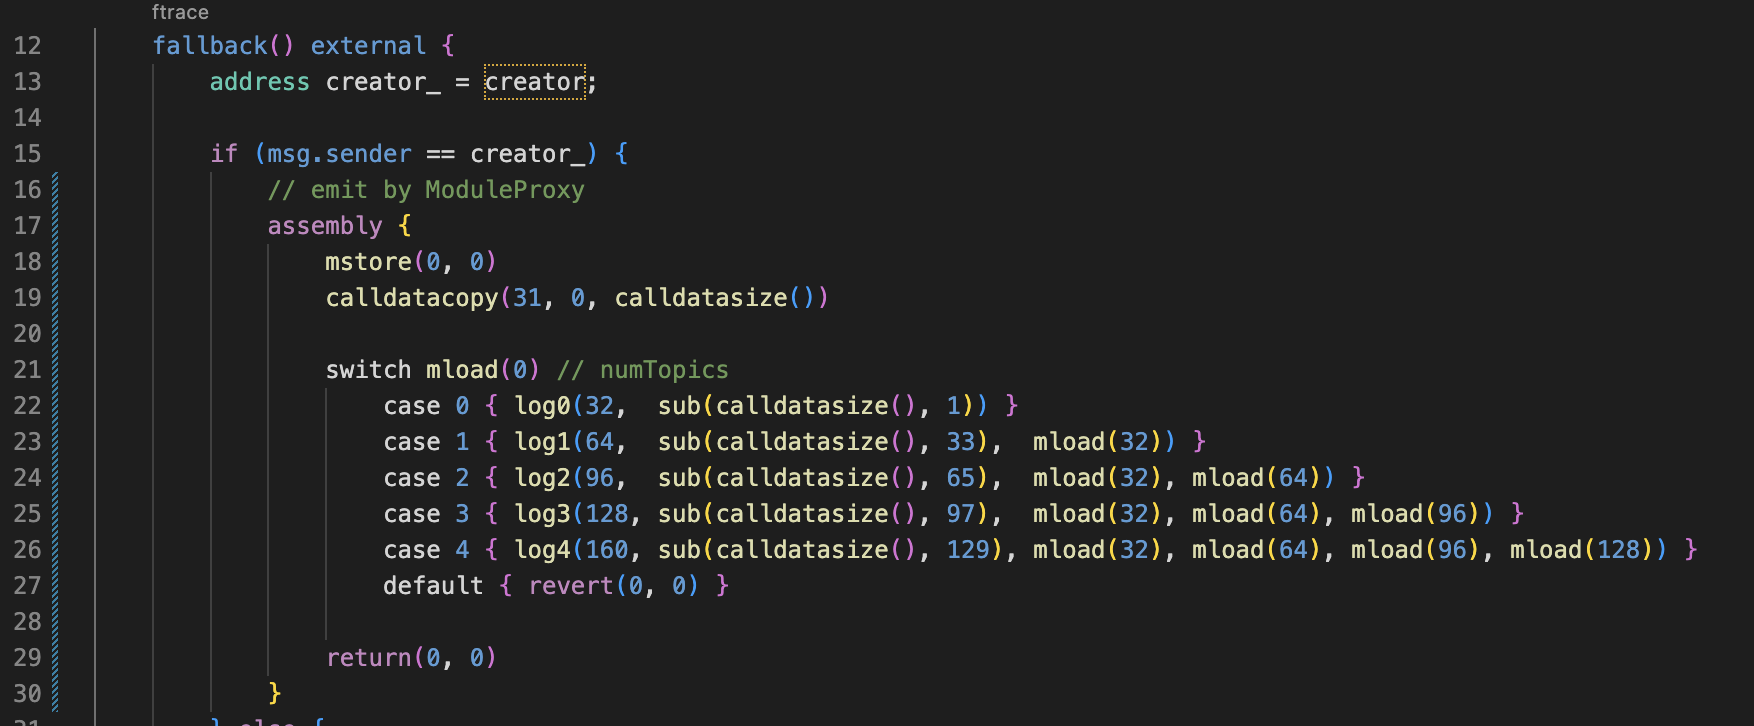 ftrace
12 fallback() external {
13 address creator_ = creator;
14
15 if (msg.sender == creator_) {
16 // emit by ModuleProxy
17 assembly {
18 mstore(0, 0)
19 calldatacopy(31, 0, calldatasize())
20
21 switch mload(0) // numTopics
22 case 0 { log0(32,  sub(calldatasize(), 1)) }
23 case 1 { log1(64,  sub(calldatasize(), 33),  mload(32)) }
24 case 2 { log2(96,  sub(calldatasize(), 65),  mload(32), mload(64)) }
25 case 3 { log3(128, sub(calldatasize(), 97),  mload(32), mload(64), mload(96)) }
26 case 4 { log4(160, sub(calldatasize(), 129), mload(32), mload(64), mload(96), mload(128)) }
27 default { revert(0, 0) }
28
29 return(0, 0)
30 }
31 } else {